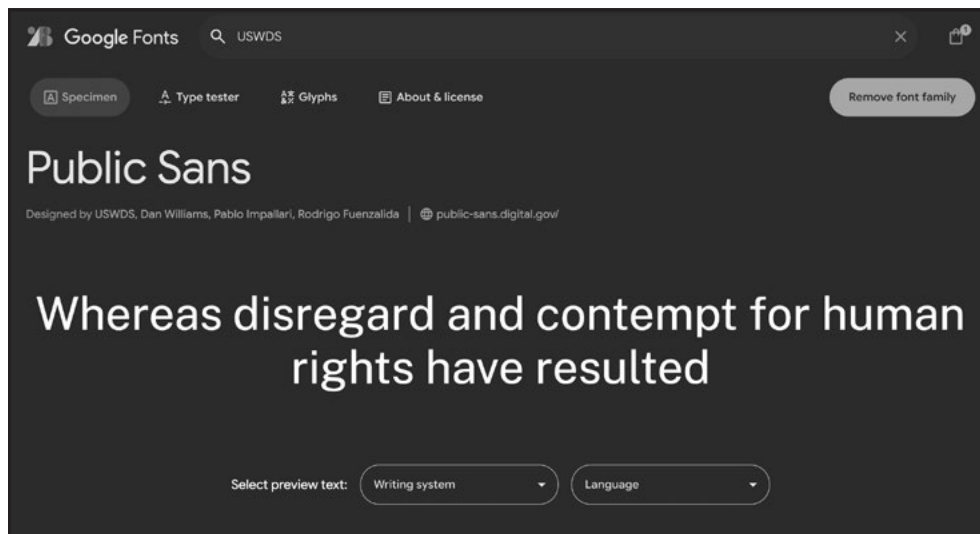 Google Fonts
USWDS
1
Specimen
Type tester
Glyphs
About & license
Remove font family
Public Sans
Designed by USWDS, Dan Williams, Pablo Impallari, Rodrigo Fuenzalida | public-sans.digital.gov/
Whereas disregard and contempt for human
rights have resulted
Select preview text:
Writing system
Language